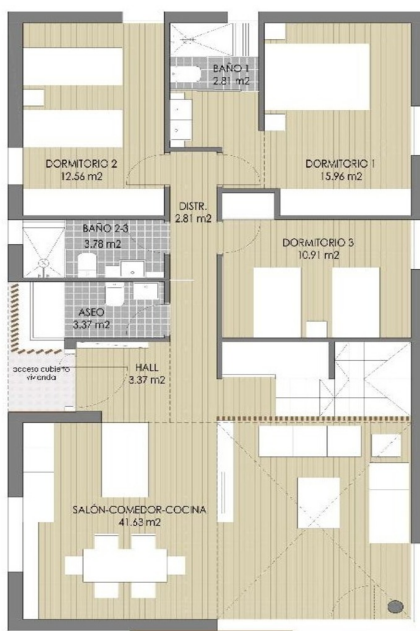 BAÑO 1
2.81 m2
DORMITORIO 2
12.56 m2
DORMITORIO 1
15.96 m2
DISTR.
2.81 m2
BAÑO 2-3
3.78 m2
DORMITORIO 3
10.91 m2
ASEO
3.37 m2
acceso cubierto
vivienda
HALL
3.37 m2
SALÓN-COMEDOR-COCINA
41.63 m2